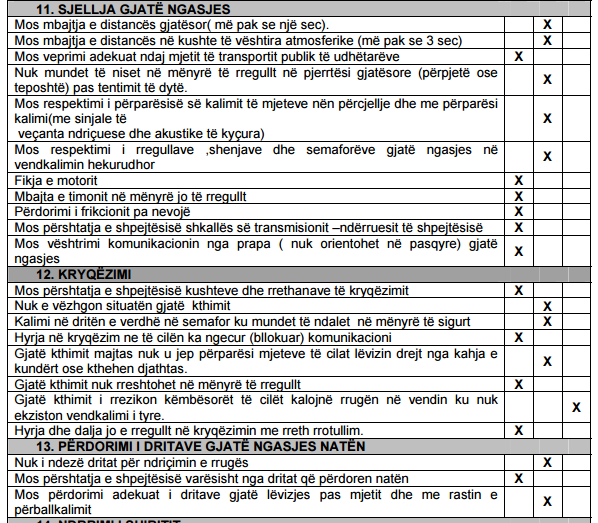 11. SJELLJA GJATË NGASJES
Mos mbajtja e distancës gjatësor( më pak se një sec). X
Mos mbajtja e distancës në kushte të vështira atmosferike (më pak se 3 sec) X
Mos veprimi adekuat ndaj mjetit të transportit publik të udhëtarëve X
Nuk mundet të niset në mënyrë të rregullt në pjerrtësi gjatësore (përpjetë ose
teposhtë) pas tentimit të dytë. X
Mos respektimi i përparësisë së kalimit të mjeteve nën përcjellje dhe me përparësi
kalimi(me sinjale të X
veçanta ndriçuese dhe akustike të kyçura)
Mos respektimi i rregullave ,shenjave dhe semaforëve gjatë ngasjes në
vendkalimin hekurudhor X
Fikja e motorit X
Mbajta e timonit në mënyrë jo të rregullt X
Përdorimi i frikcionit pa nevojë X
Mos përshtatja e shpejtësisë shkallës së transmisionit –ndërruesit të shpejtësisë X
Mos vështrimi komunikacionin nga prapa ( nuk orientohet në pasqyre) gjatë
ngasjes X
12. KRYQËZIMI
Mos përshtatja e shpejtësisë kushteve dhe rrethanave të kryqëzimit X
Nuk e vëzhgon situatën gjatë kthimit X
Kalimi në dritën e verdhë në semafor ku mundet të ndalet në mënyrë të sigurt X
Hyrja në kryqëzim ne të cilën ka ngecur (bllokuar) komunikacioni X
Gjatë kthimit majtas nuk u jep përparësi mjeteve të cilat lëvizin drejt nga kahja e
kundërt ose kthehen djathtas. X
Gjatë kthimit nuk rreshtohet në mënyrë të rregullt X
Gjatë kthimit i rrezikon këmbësorët të cilët kalojnë rrugën në vendin ku nuk
ekziston vendkalimi i tyre. X
Hyrja dhe dalja jo e rregullt në kryqëzimin me rreth rrotullim. X
13. PËRDORIMI I DRITAVE GJATË NGASJES NATËN
Nuk i ndezë dritat për ndriçimin e rrugës X
Mos përshtatja e shpejtësisë varësisht nga dritat që përdoren natën X
Mos përdorimi adekuat i dritave gjatë lëvizjes pas mjetit dhe me rastin e
përballkalimit X